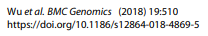 Wu et al. BMC Genomics (2018) 19:510
https://doi.org/10.1186/s12864-018-4869-5